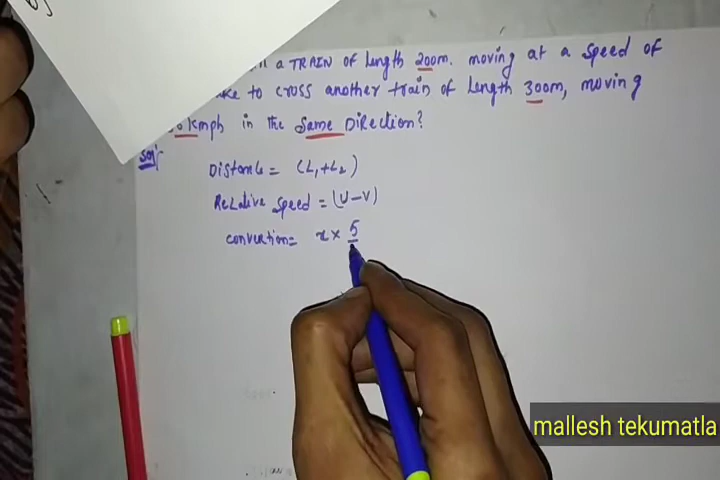 a TRAIN of Length 200m. moving at a speed of
to cross another train of Length 300m, moving
kmph in the Same Direction?
Sol:
Distance = (L₁+L₂)
Relative speed = (U-V)
convertion= x × 5
mallesh tekumatla